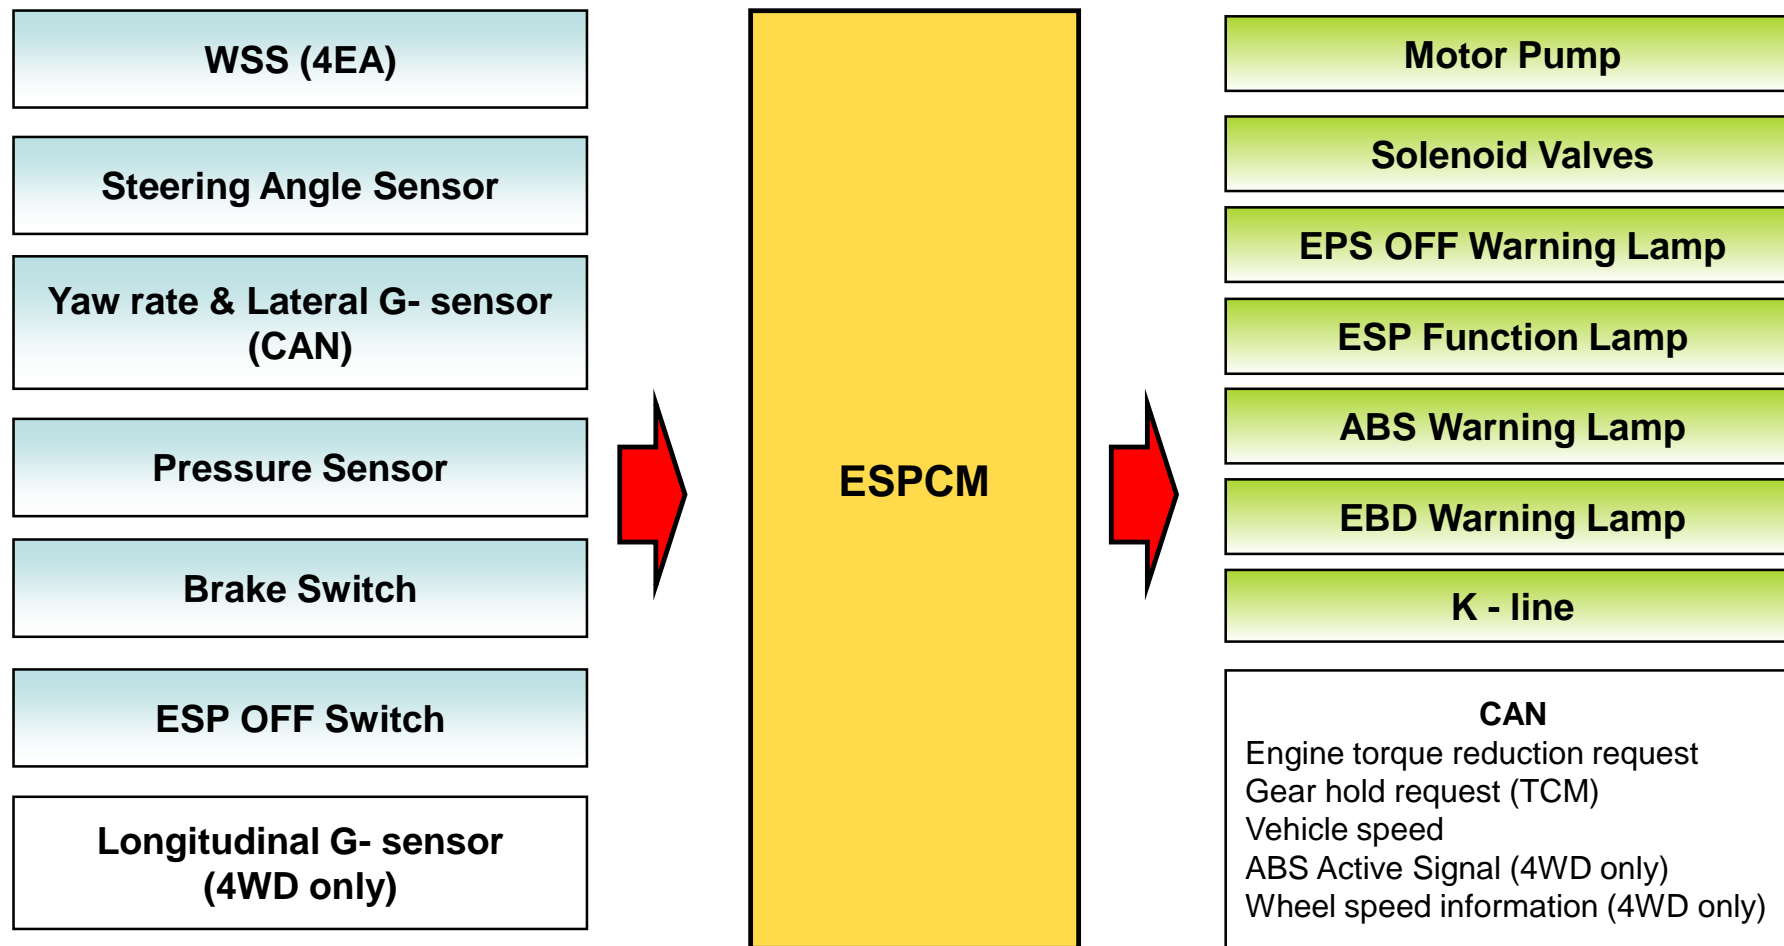 WSS (4EA)
Steering Angle Sensor
Yaw rate & Lateral G- sensor
(CAN)
Pressure Sensor
Brake Switch
ESP OFF Switch
Longitudinal G- sensor
(4WD only)
ESPCM
Motor Pump
Solenoid Valves
EPS OFF Warning Lamp
ESP Function Lamp
ABS Warning Lamp
EBD Warning Lamp
K - line
CAN
Engine torque reduction request
Gear hold request (TCM)
Vehicle speed
ABS Active Signal (4WD only)
Wheel speed information (4WD only)